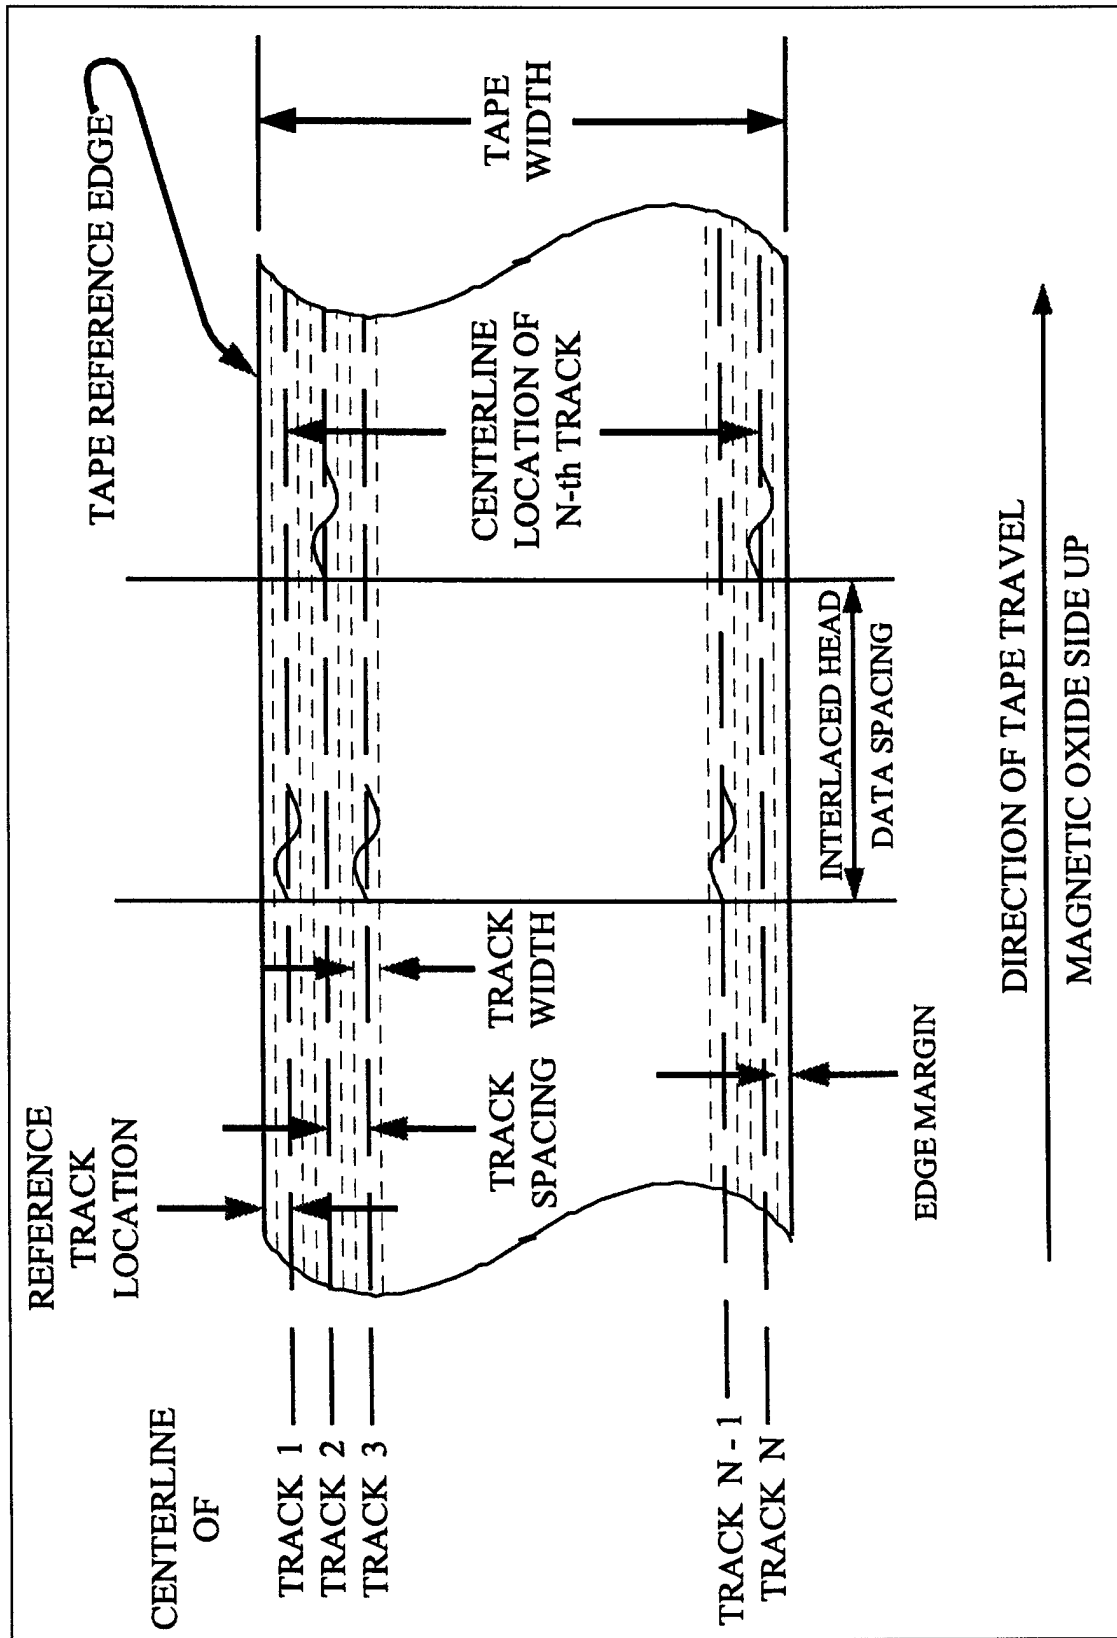 TAPE REFERENCE EDGE
TAPE
WIDTH
REFERENCE
TRACK
LOCATION
CENTERLINE
OF
TRACK 1
TRACK 2
TRACK 3
TRACK N - 1
TRACK N
TRACK
SPACING
TRACK
WIDTH
CENTERLINE
LOCATION OF
N-th TRACK
INTERLACED HEAD
DATA SPACING
EDGE MARGIN
DIRECTION OF TAPE TRAVEL
MAGNETIC OXIDE SIDE UP